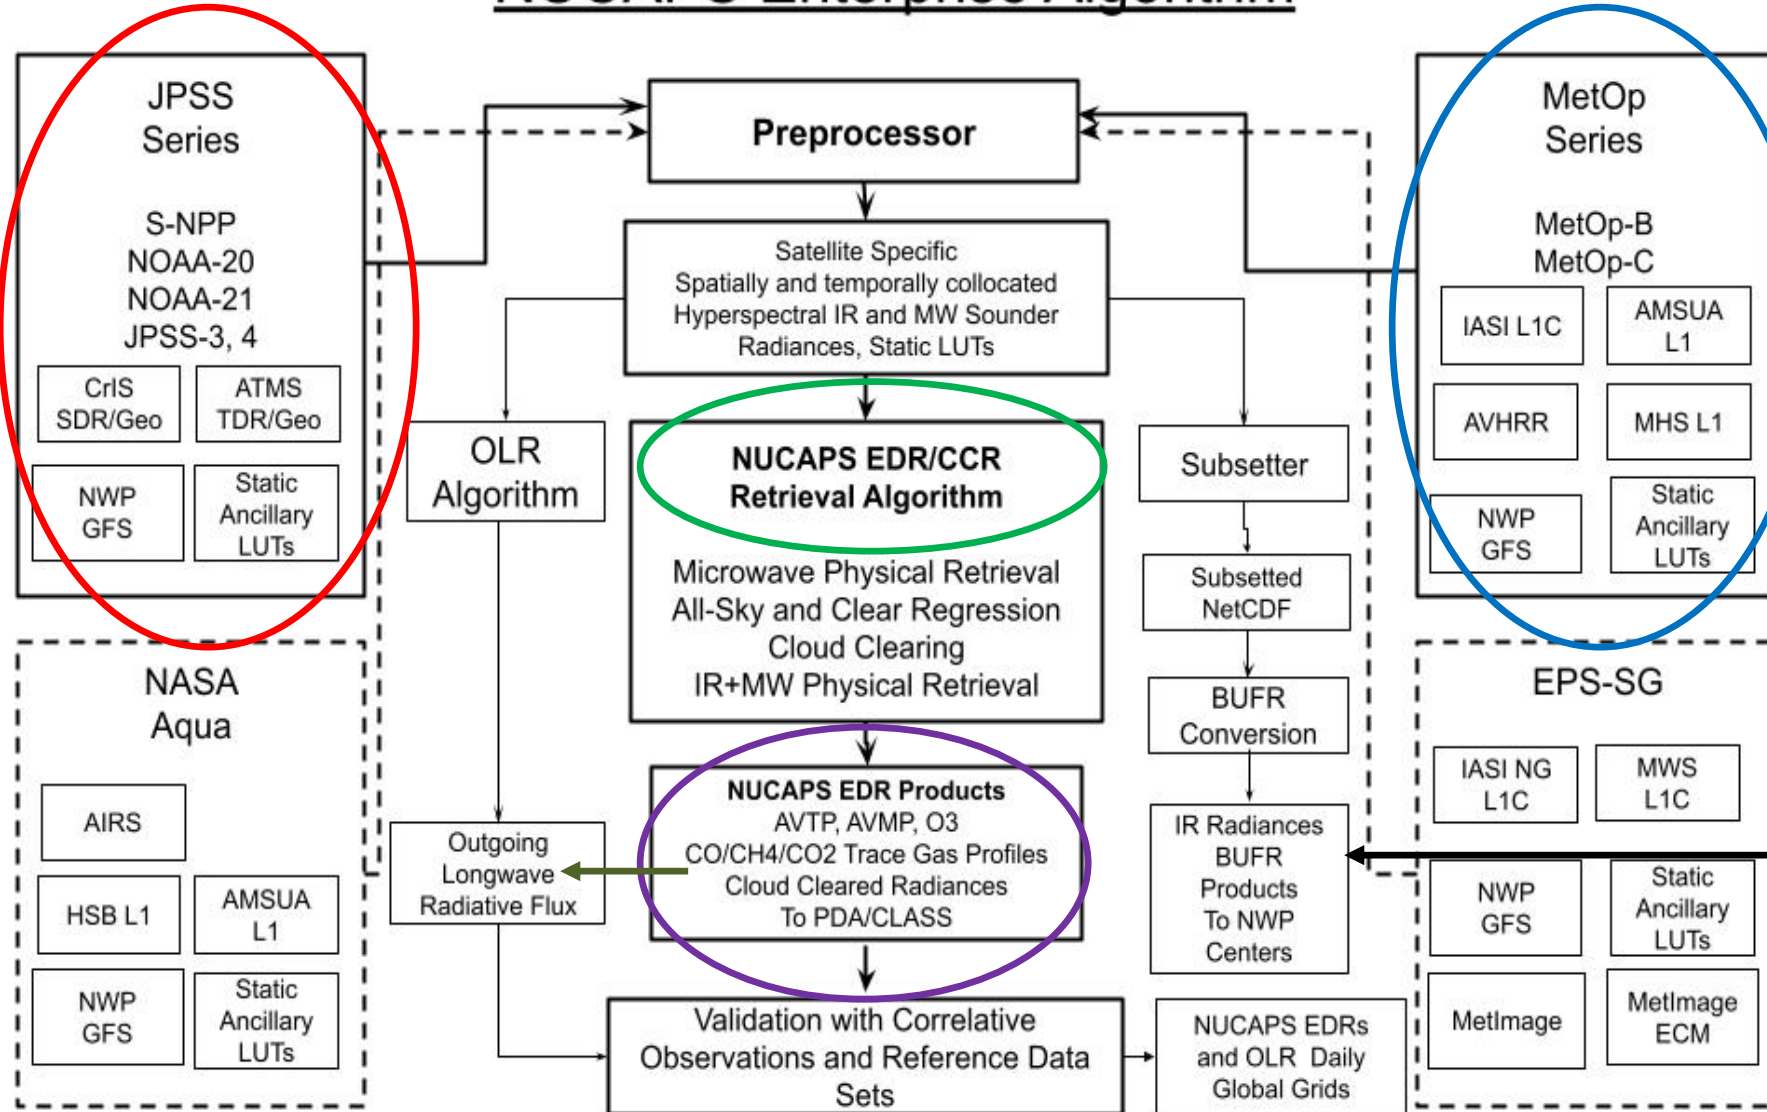 NUCAPS Enterprise Algorithm
JPSS
Series
S-NPP
NOAA-20
NOAA-21
JPSS-3, 4
CrIS
SDR/Geo
ATMS
TDR/Geo
NWP
GFS
Static
Ancillary
LUTs
NASA
Aqua
AIRS
HSB L1
AMSUA
L1
NWP
GFS
Static
Ancillary
LUTs
Preprocessor
Satellite Specific
Spatially and temporally collocated
Hyperspectral IR and MW Sounder
Radiances, Static LUTs
OLR
Algorithm
Outgoing
Longwave
Radiative Flux
NUCAPS EDR/CCR
Retrieval Algorithm
Microwave Physical Retrieval
All-Sky and Clear Regression
Cloud Clearing
IR+MW Physical Retrieval
NUCAPS EDR Products
AVTP, AVMP, O3
CO/CH4/CO2 Trace Gas Profiles
Cloud Cleared Radiances
To PDA/CLASS
Validation with Correlative
Observations and Reference Data
Sets
Subsetter
Subsetted
NetCDF
BUFR
Conversion
IR Radiances
BUFR
Products
To NWP
Centers
NUCAPS EDRs
and OLR Daily
Global Grids
MetOp
Series
MetOp-B
MetOp-C
IASI L1C
AMSUA
L1
AVHRR
MHS L1
NWP
GFS
Static
Ancillary
LUTs
EPS-SG
IASI NG
L1C
MWS
L1C
NWP
GFS
Static
Ancillary
LUTs
MetImage
MetImage
ECM